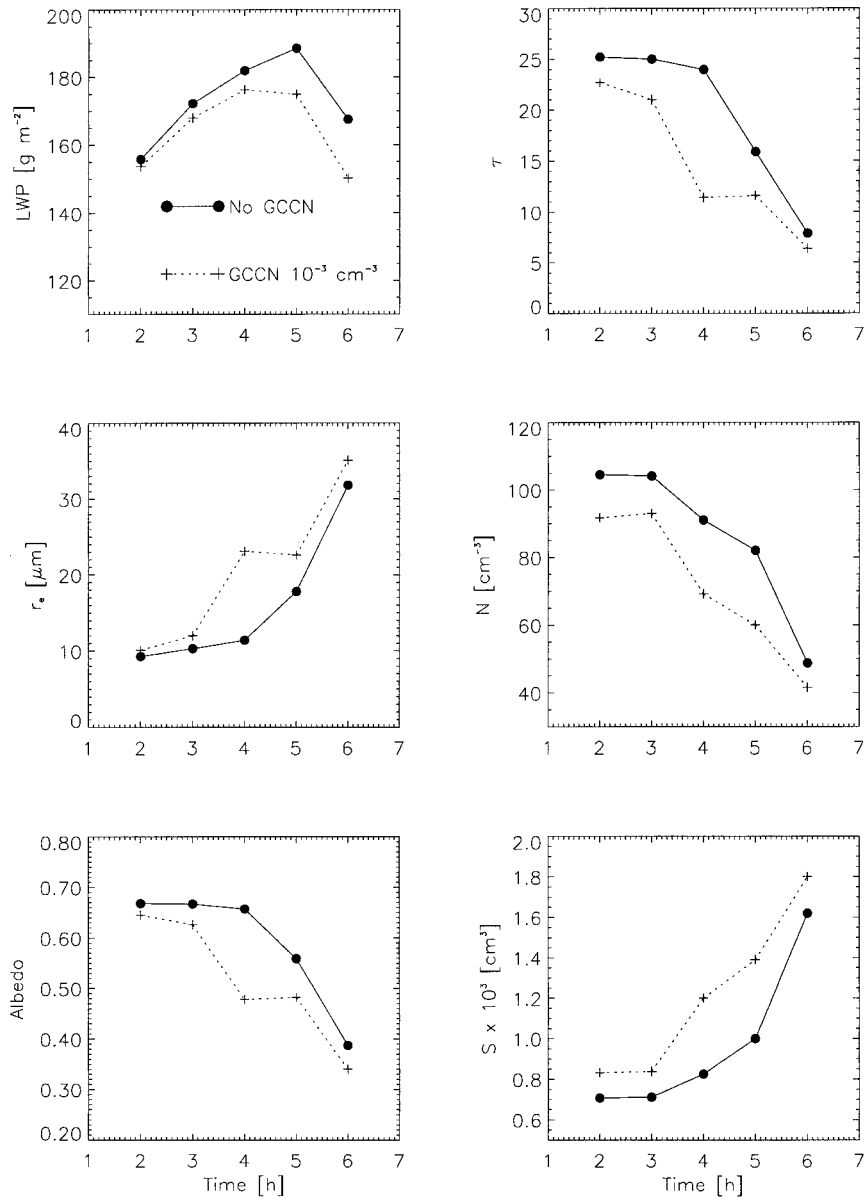 200
180
160
140
120
LWP [g m⁻²]
No GCCN
GCCN 10⁻³ cm⁻³
1 2 3 4 5 6 7
30
25
20
15
10
5
0
τ
1 2 3 4 5 6 7
40
30
20
10
0
rₑ [μm]
1 2 3 4 5 6 7
120
100
80
60
40
N [cm⁻³]
1 2 3 4 5 6 7
0.80
0.70
0.60
0.50
0.40
0.30
0.20
Albedo
1 2 3 4 5 6 7
Time [h]
2.0
1.8
1.6
1.4
1.2
1.0
0.8
0.6
S x 10³ [cm³]
1 2 3 4 5 6 7
Time [h]